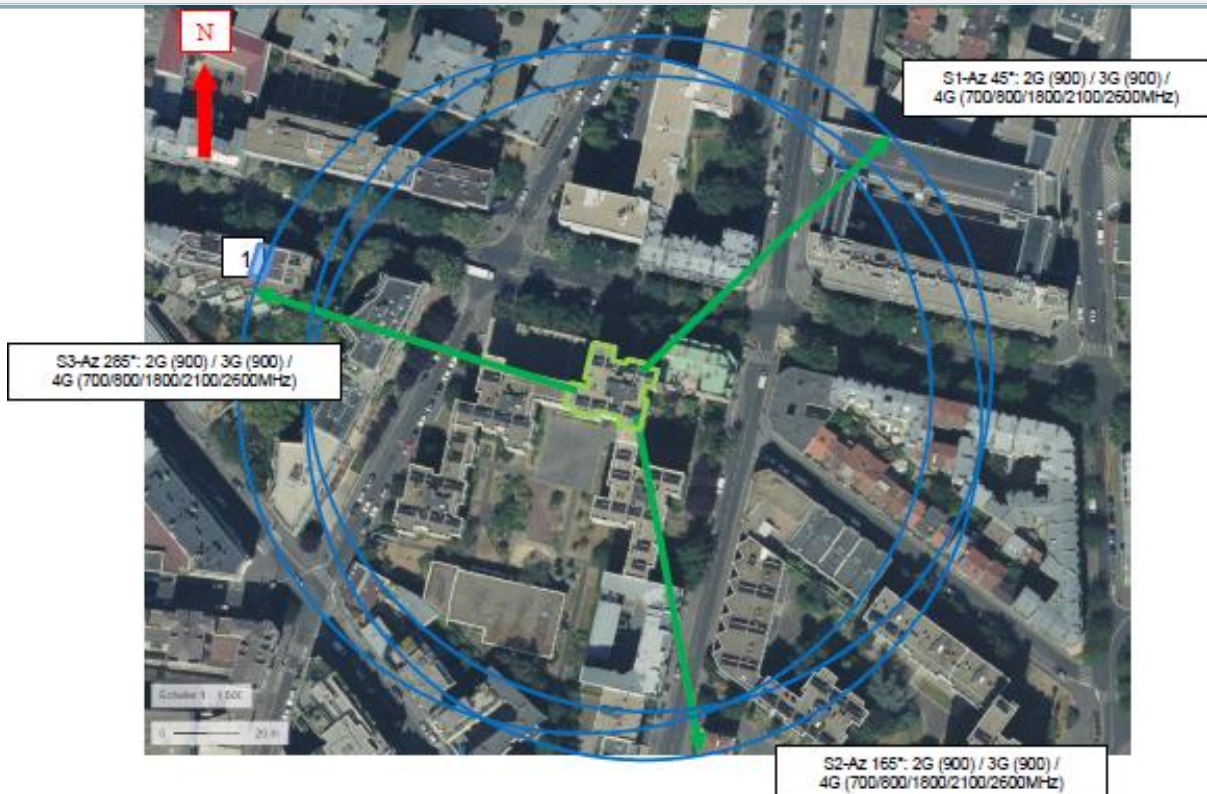 N
S1-Az 45°: 2G (900) / 3G (900) /
4G (700/800/1800/2100/2600MHz)
1
S3-Az 285°: 2G (900) / 3G (900) /
4G (700/800/1800/2100/2600MHz)
0 20 m
S2-Az 165°: 2G (900) / 3G (900) /
4G (700/800/1800/2100/2600MHz)